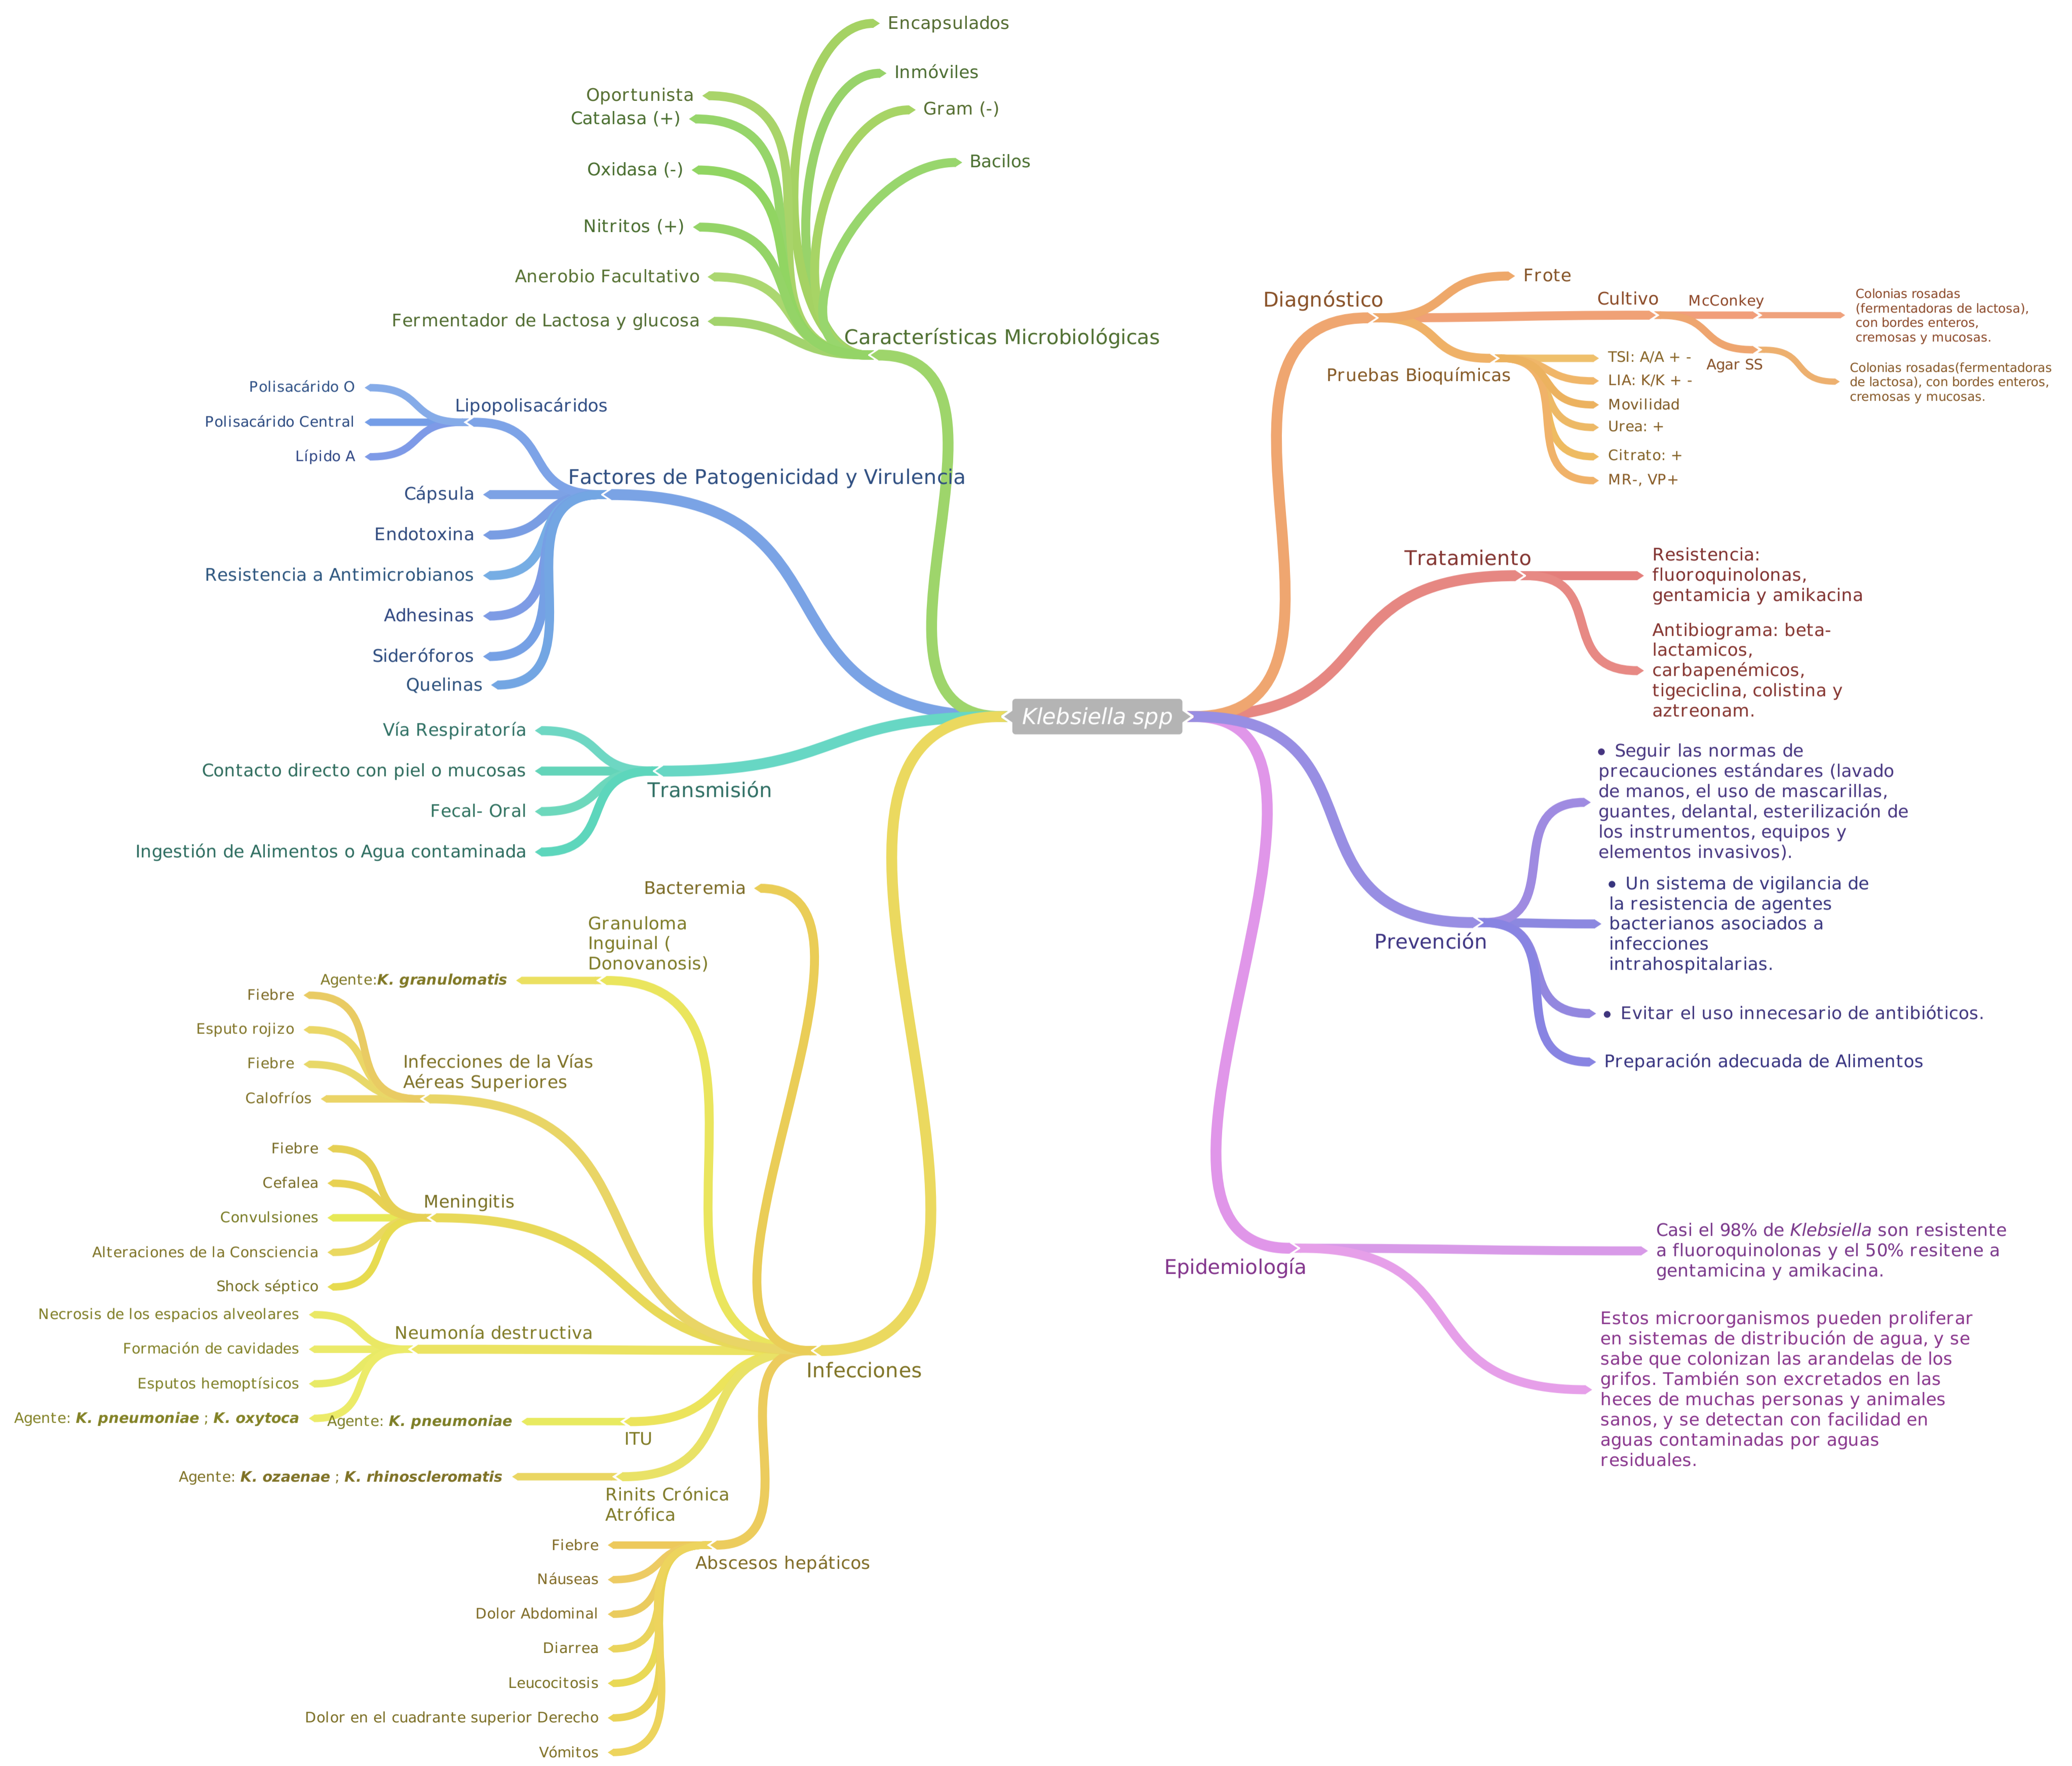 Klebsiella spp
Características Microbiológicas
Encapsulados
Inmóviles
Gram (-)
Bacilos
Oportunista
Catalasa (+)
Oxidasa (-)
Nitritos (+)
Anerobio Facultativo
Fermentador de Lactosa y glucosa
Factores de Patogenicidad y Virulencia
Lipopolisacáridos
Polisacárido O
Polisacárido Central
Lípido A
Cápsula
Endotoxina
Resistencia a Antimicrobianos
Adhesinas
Sideróforos
Quelinas
Transmisión
Vía Respiratoría
Contacto directo con piel o mucosas
Fecal- Oral
Ingestión de Alimentos o Agua contaminada
Infecciones
Bacteremia
Granuloma
Inguinal (
Donovanosis)
Agente:K. granulomatis
Infecciones de la Vías
Aéreas Superiores
Fiebre
Esputo rojizo
Fiebre
Calofríos
Meningitis
Fiebre
Cefalea
Convulsiones
Alteraciones de la Consciencia
Shock séptico
Neumonía destructiva
Necrosis de los espacios alveolares
Formación de cavidades
Esputos hemoptísicos
Agente: K. pneumoniae ; K. oxytoca
ITU
Agente: K. pneumoniae
Rinits Crónica
Atrófica
Agente: K. ozaenae ; K. rhinoscleromatis
Abscesos hepáticos
Fiebre
Náuseas
Dolor Abdominal
Diarrea
Leucocitosis
Dolor en el cuadrante superior Derecho
Vómitos
Diagnóstico
Frote
Cultivo
McConkey
Colonias rosadas
(fermentadoras de lactosa),
con bordes enteros,
cremosas y mucosas.
Agar SS
Colonias rosadas(fermentadoras
de lactosa), con bordes enteros,
cremosas y mucosas.
Pruebas Bioquímicas
TSI: A/A + -
LIA: K/K + -
Movilidad
Urea: +
Citrato: +
MR-, VP+
Tratamiento
Resistencia:
fluoroquinolonas,
gentamicia y amikacina
Antibiograma: beta-
lactamicos,
carbapenémicos,
tigeciclina, colistina y
aztreonam.
Prevención
• Seguir las normas de
precauciones estándares (lavado
de manos, el uso de mascarillas,
guantes, delantal, esterilización de
los instrumentos, equipos y
elementos invasivos).
• Un sistema de vigilancia de
la resistencia de agentes
bacterianos asociados a
infecciones
intrahospitalarias.
• Evitar el uso innecesario de antibióticos.
Preparación adecuada de Alimentos
Epidemiología
Casi el 98% de Klebsiella son resistente
a fluoroquinolonas y el 50% resitene a
gentamicina y amikacina.
Estos microorganismos pueden proliferar
en sistemas de distribución de agua, y se
sabe que colonizan las arandelas de los
grifos. También son excretados en las
heces de muchas personas y animales
sanos, y se detectan con facilidad en
aguas contaminadas por aguas
residuales.